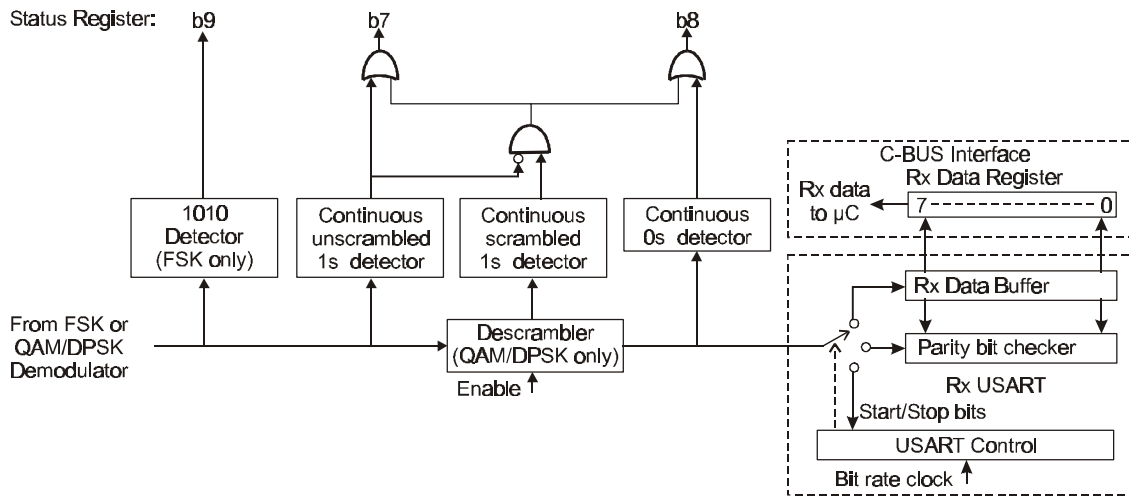 Status Register:
b9
b7
b8
C-BUS Interface
Rx Data Register
Rx data
to µC
7
0
1010
Detector
(FSK only)
Continuous
unscrambled
1s detector
Continuous
scrambled
1s detector
Continuous
0s detector
Rx Data Buffer
From FSK or
QAM/DPSK
Demodulator
Descrambler
(QAM/DPSK only)
Enable
Parity bit checker
Rx USART
Start/Stop bits
USART Control
Bit rate clock